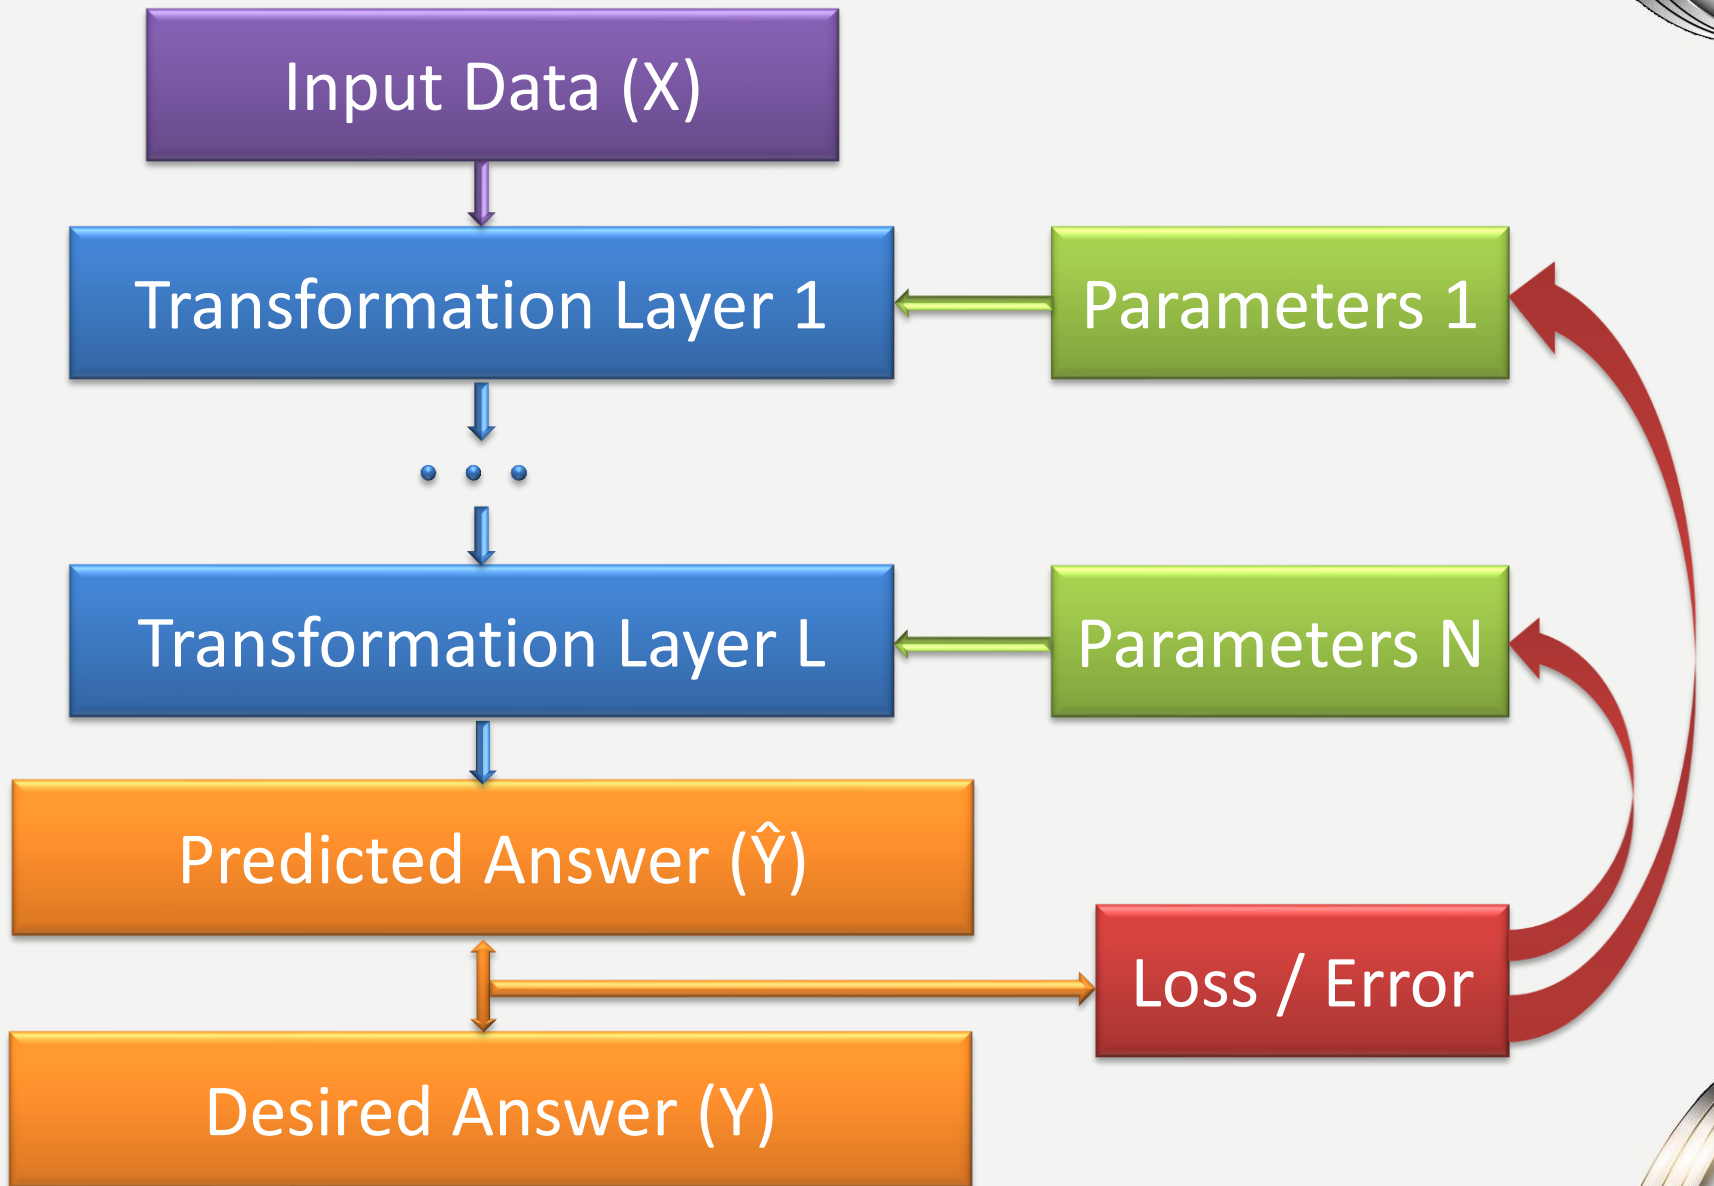 Input Data (X)
Transformation Layer 1
Parameters 1
Transformation Layer L
Parameters N
Predicted Answer (Ŷ)
Loss / Error
Desired Answer (Y)